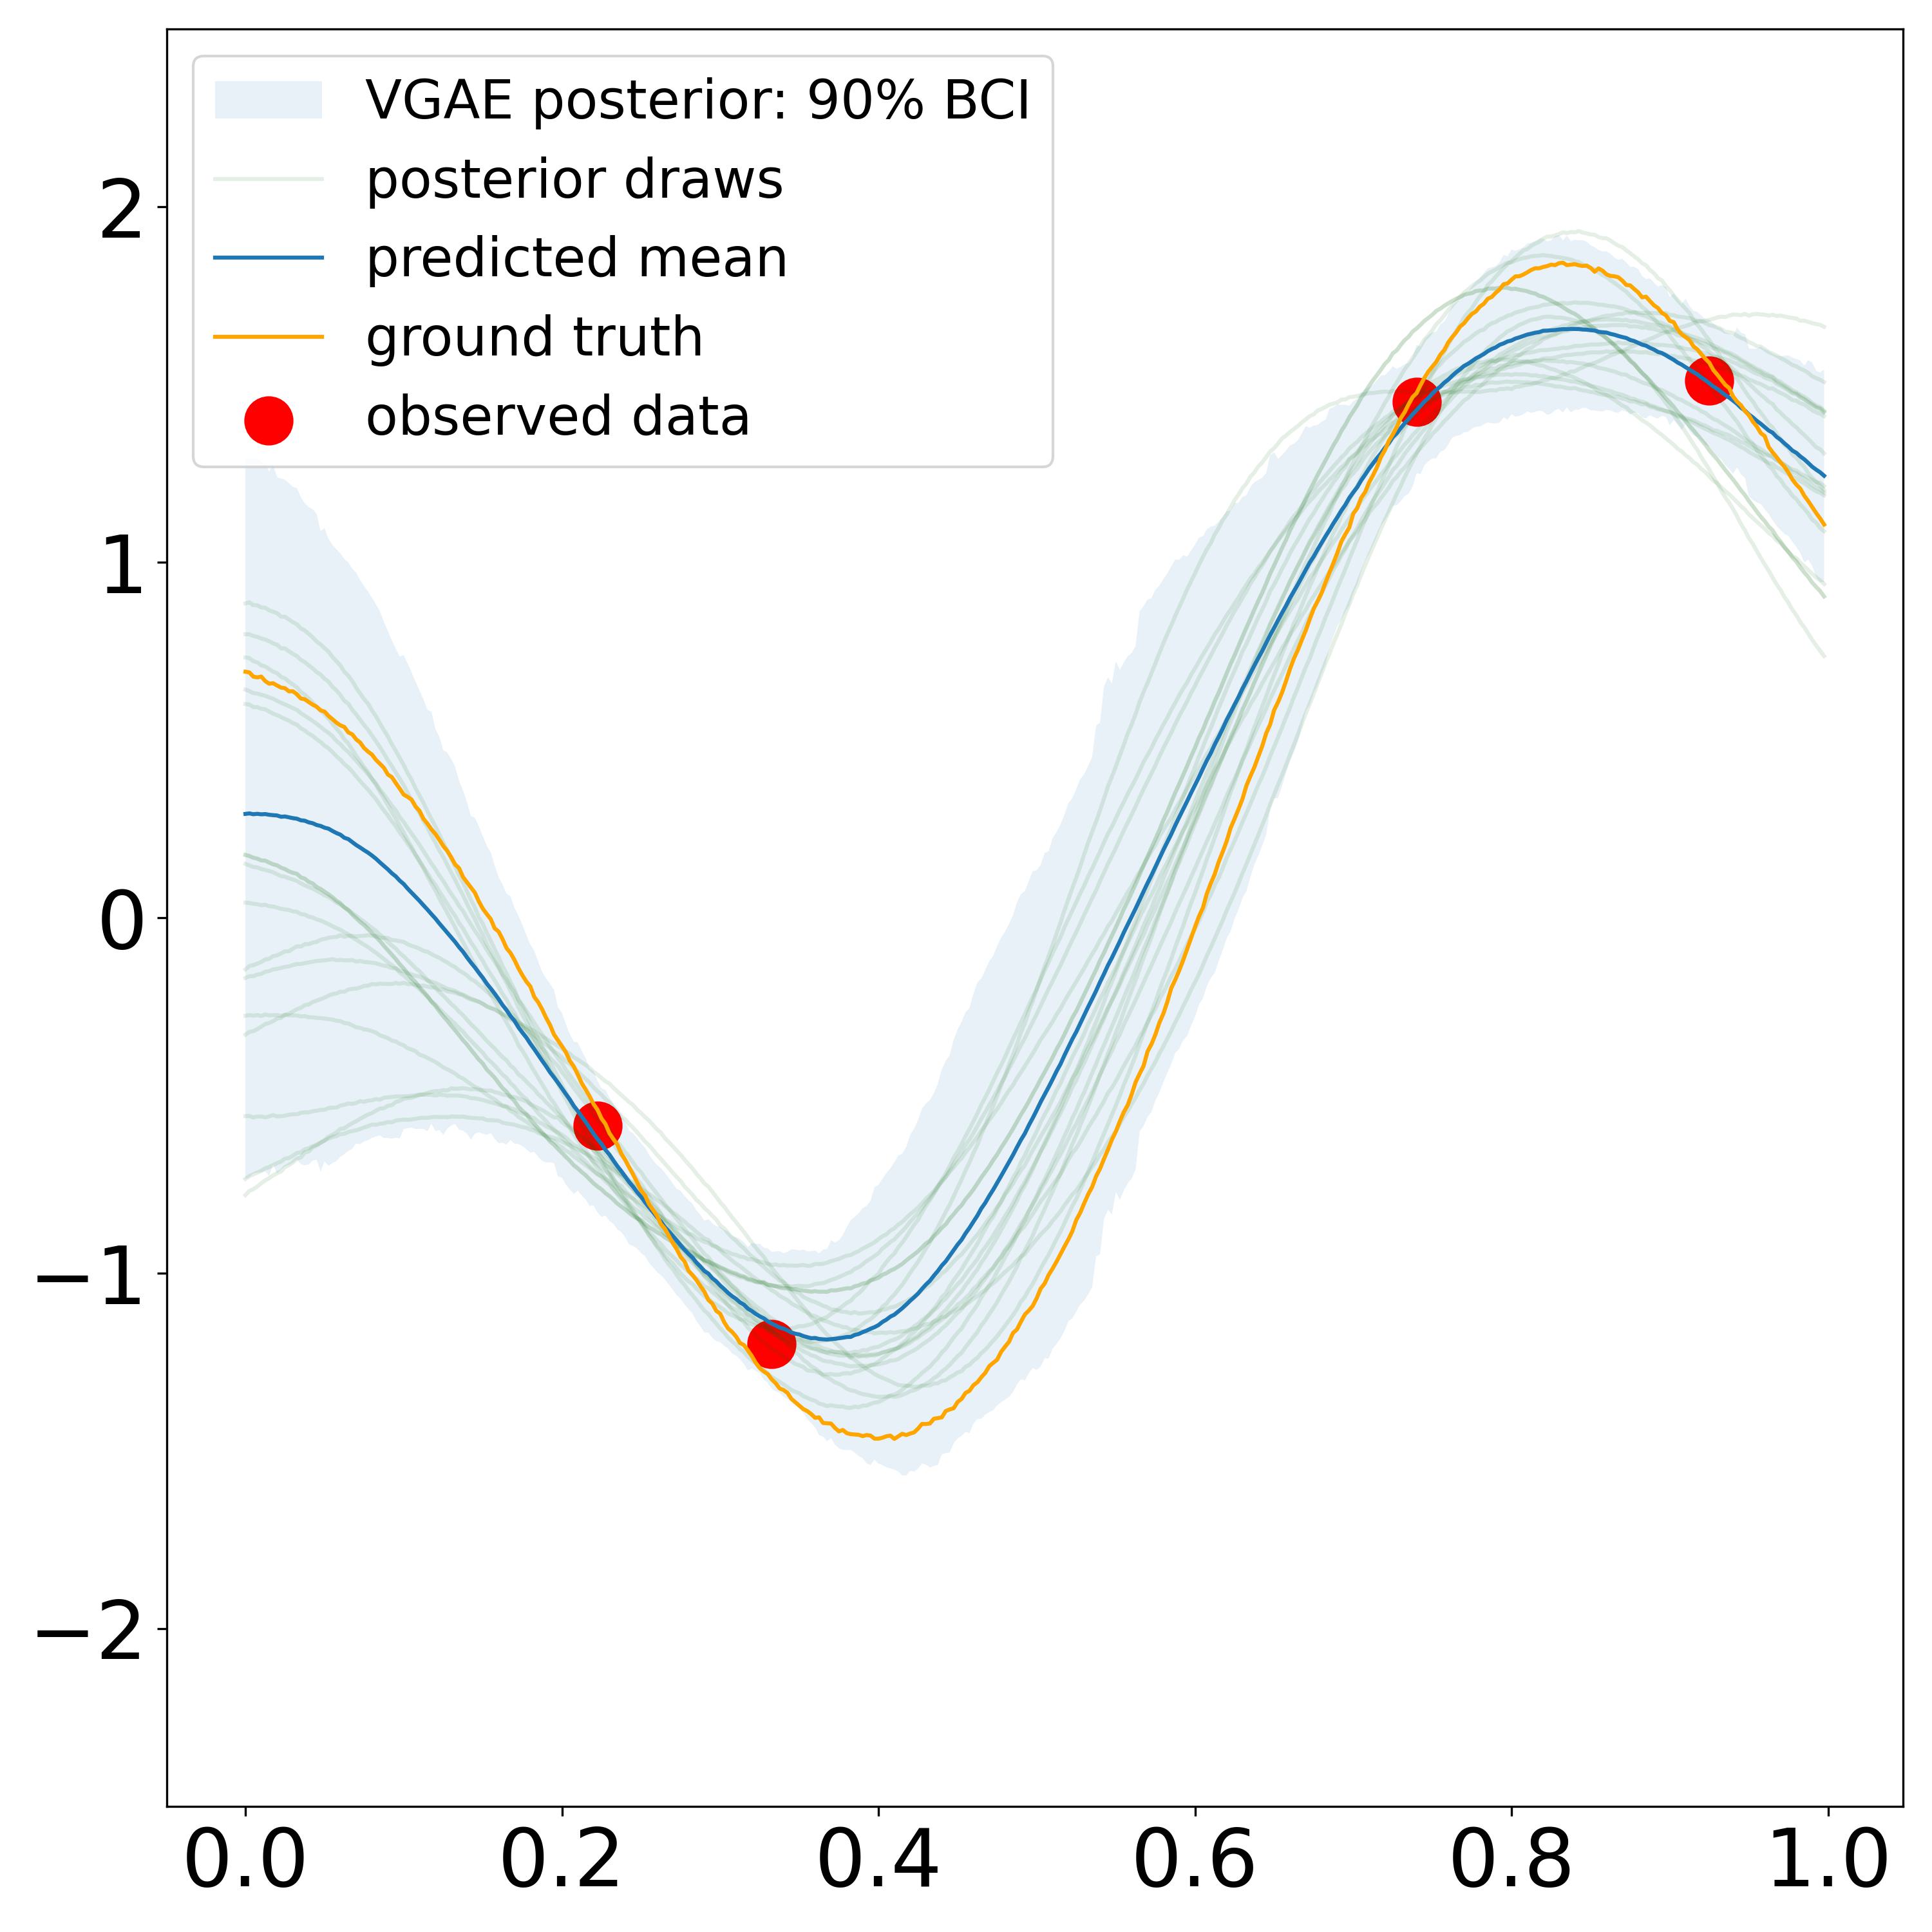 VGAE posterior: 90% BCI
posterior draws
predicted mean
ground truth
observed data
2
1
0
−1
−2
0.0 0.2 0.4 0.6 0.8 1.0